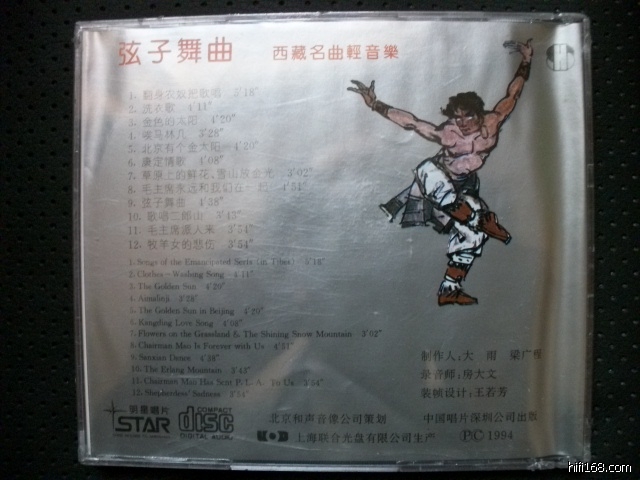 弦子舞曲 西藏名曲輕音樂
1. 翻身农奴把歌唱 3'18"
2. 洗衣歌 4'11"
3. 金色的太阳 4'20"
4. 唉马林几 3'28"
5. 北京有个金太阳 4'20"
6. 康定情歌 4'08"
7. 草原上的鲜花,雪山放金光 3'02"
8. 毛主席永远和我们在一起 4'51"
9. 弦子舞曲 4'38"
10. 歌唱二郎山 3'43"
11. 毛主席派人来 3'54"
12. 牧羊女的悲伤 3'54"
1. Songs of the Emancipated Serfs (in Tibet) 3'18"
2. Clothes-Washing Song 4'11"
3. The Golden Sun 4'20"
4. Aimalinji 3'28"
5. The Golden Sun in Beijing 4'20"
6. Kangding Love Song 4'08"
7. Flowers on the Grassland & The Shining Snow Mountain 3'02"
8. Chairman Mao Is Forever with Us 4'51"
9. Dance 4'38"
10. The Erlang Mountain 3'43"
11. Chairman Mao Has Sent P.L.A. To Us 3'54"
12. Shepherdess' Sadness 3'54"
制作人:大雨 梁广
录音师:房大文
装帧设计:王若芳
明星唱片
STAR
COMPACT
disc
DIGITAL AUDIO
北京和声音像公司策划
中国唱片深圳公司出版
上海联合光盘有限公司生产
ⓅⒸ 1994
hifi168.com